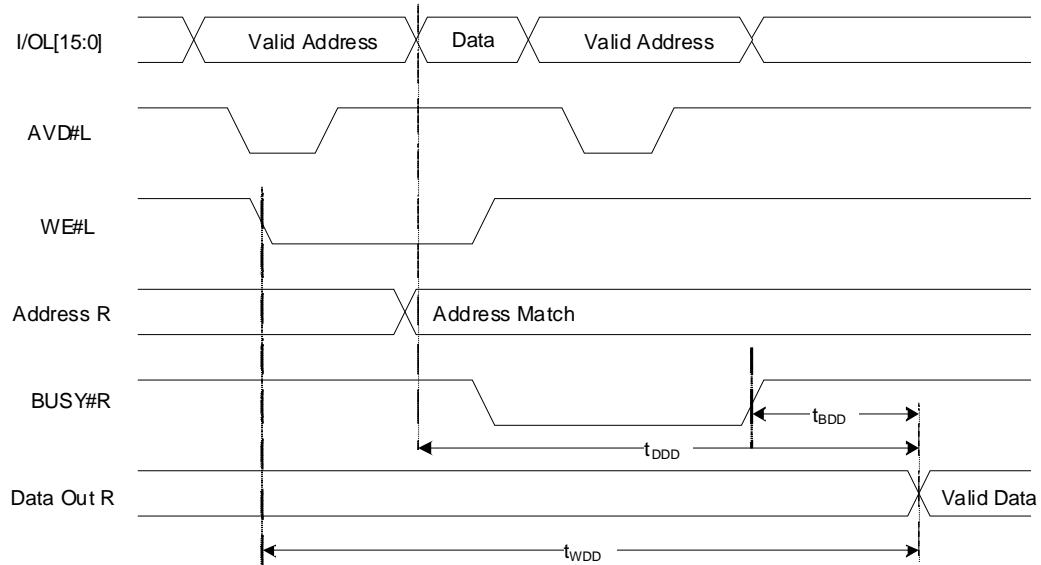 I/OL[15:0] Valid Address Data Valid Address
AVD#L
WE#L
Address R Address Match
BUSY#R
tBDD
tDDD
Data Out R Valid Data
tWDD